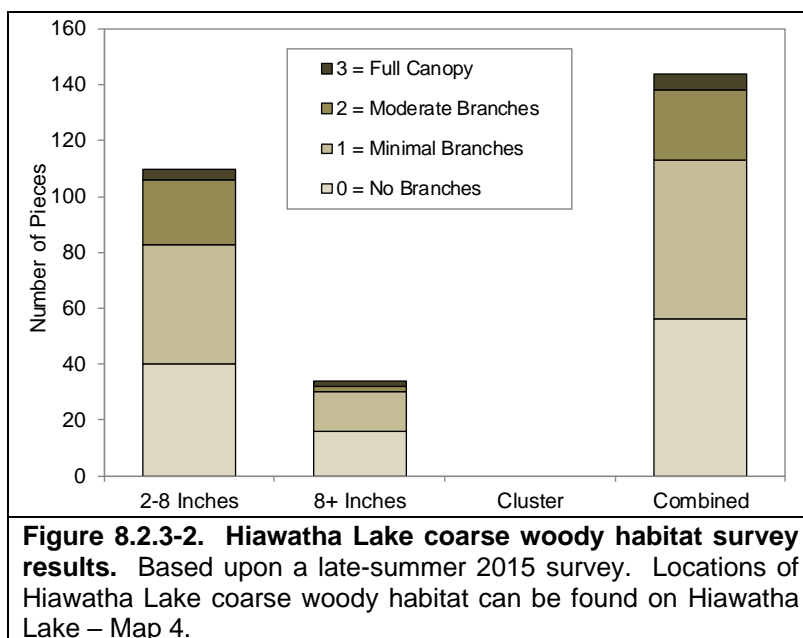 160
140
120
100
80
60
40
20
0
Number of Pieces
3 = Full Canopy
2 = Moderate Branches
1 = Minimal Branches
0 = No Branches
2-8 Inches 8+ Inches Cluster Combined
Figure 8.2.3-2. Hiawatha Lake coarse woody habitat survey
results. Based upon a late-summer 2015 survey. Locations of
Hiawatha Lake coarse woody habitat can be found on Hiawatha
Lake – Map 4.